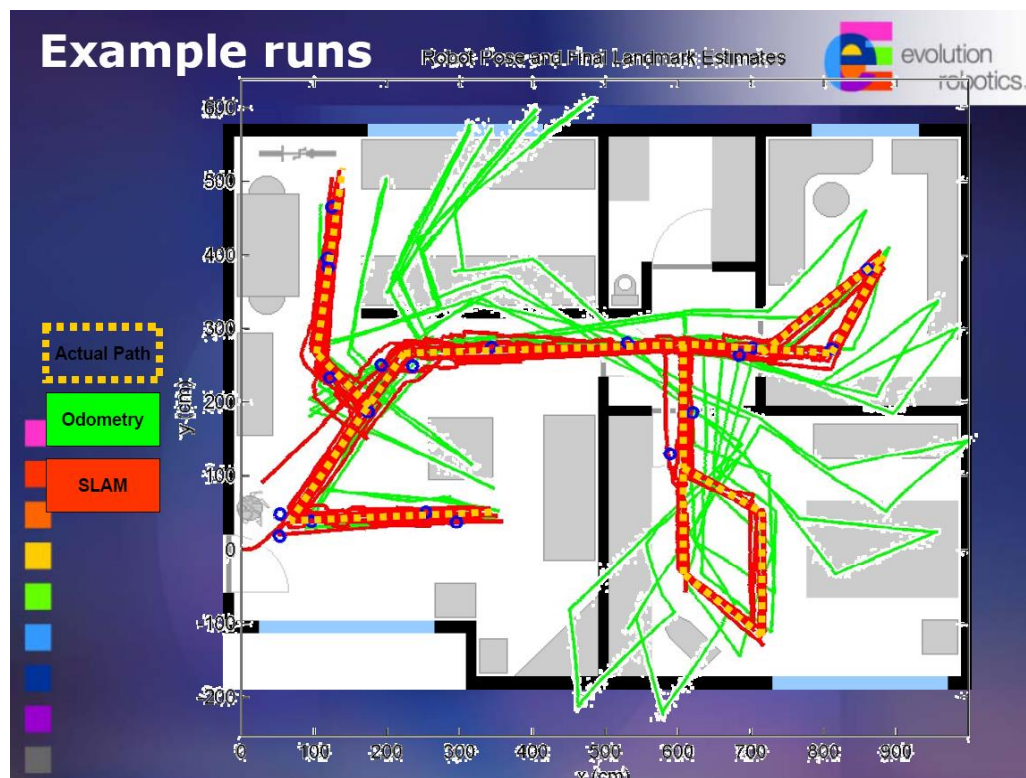 Example runs
Robot Pose and Final Landmark Estimates
evolution
robotics.
600
500
400
300
200
100
0
-100
-200
y (cm)
Actual Path
Odometry
SLAM
0 100 200 300 400 500 600 700 800 900
x (cm)